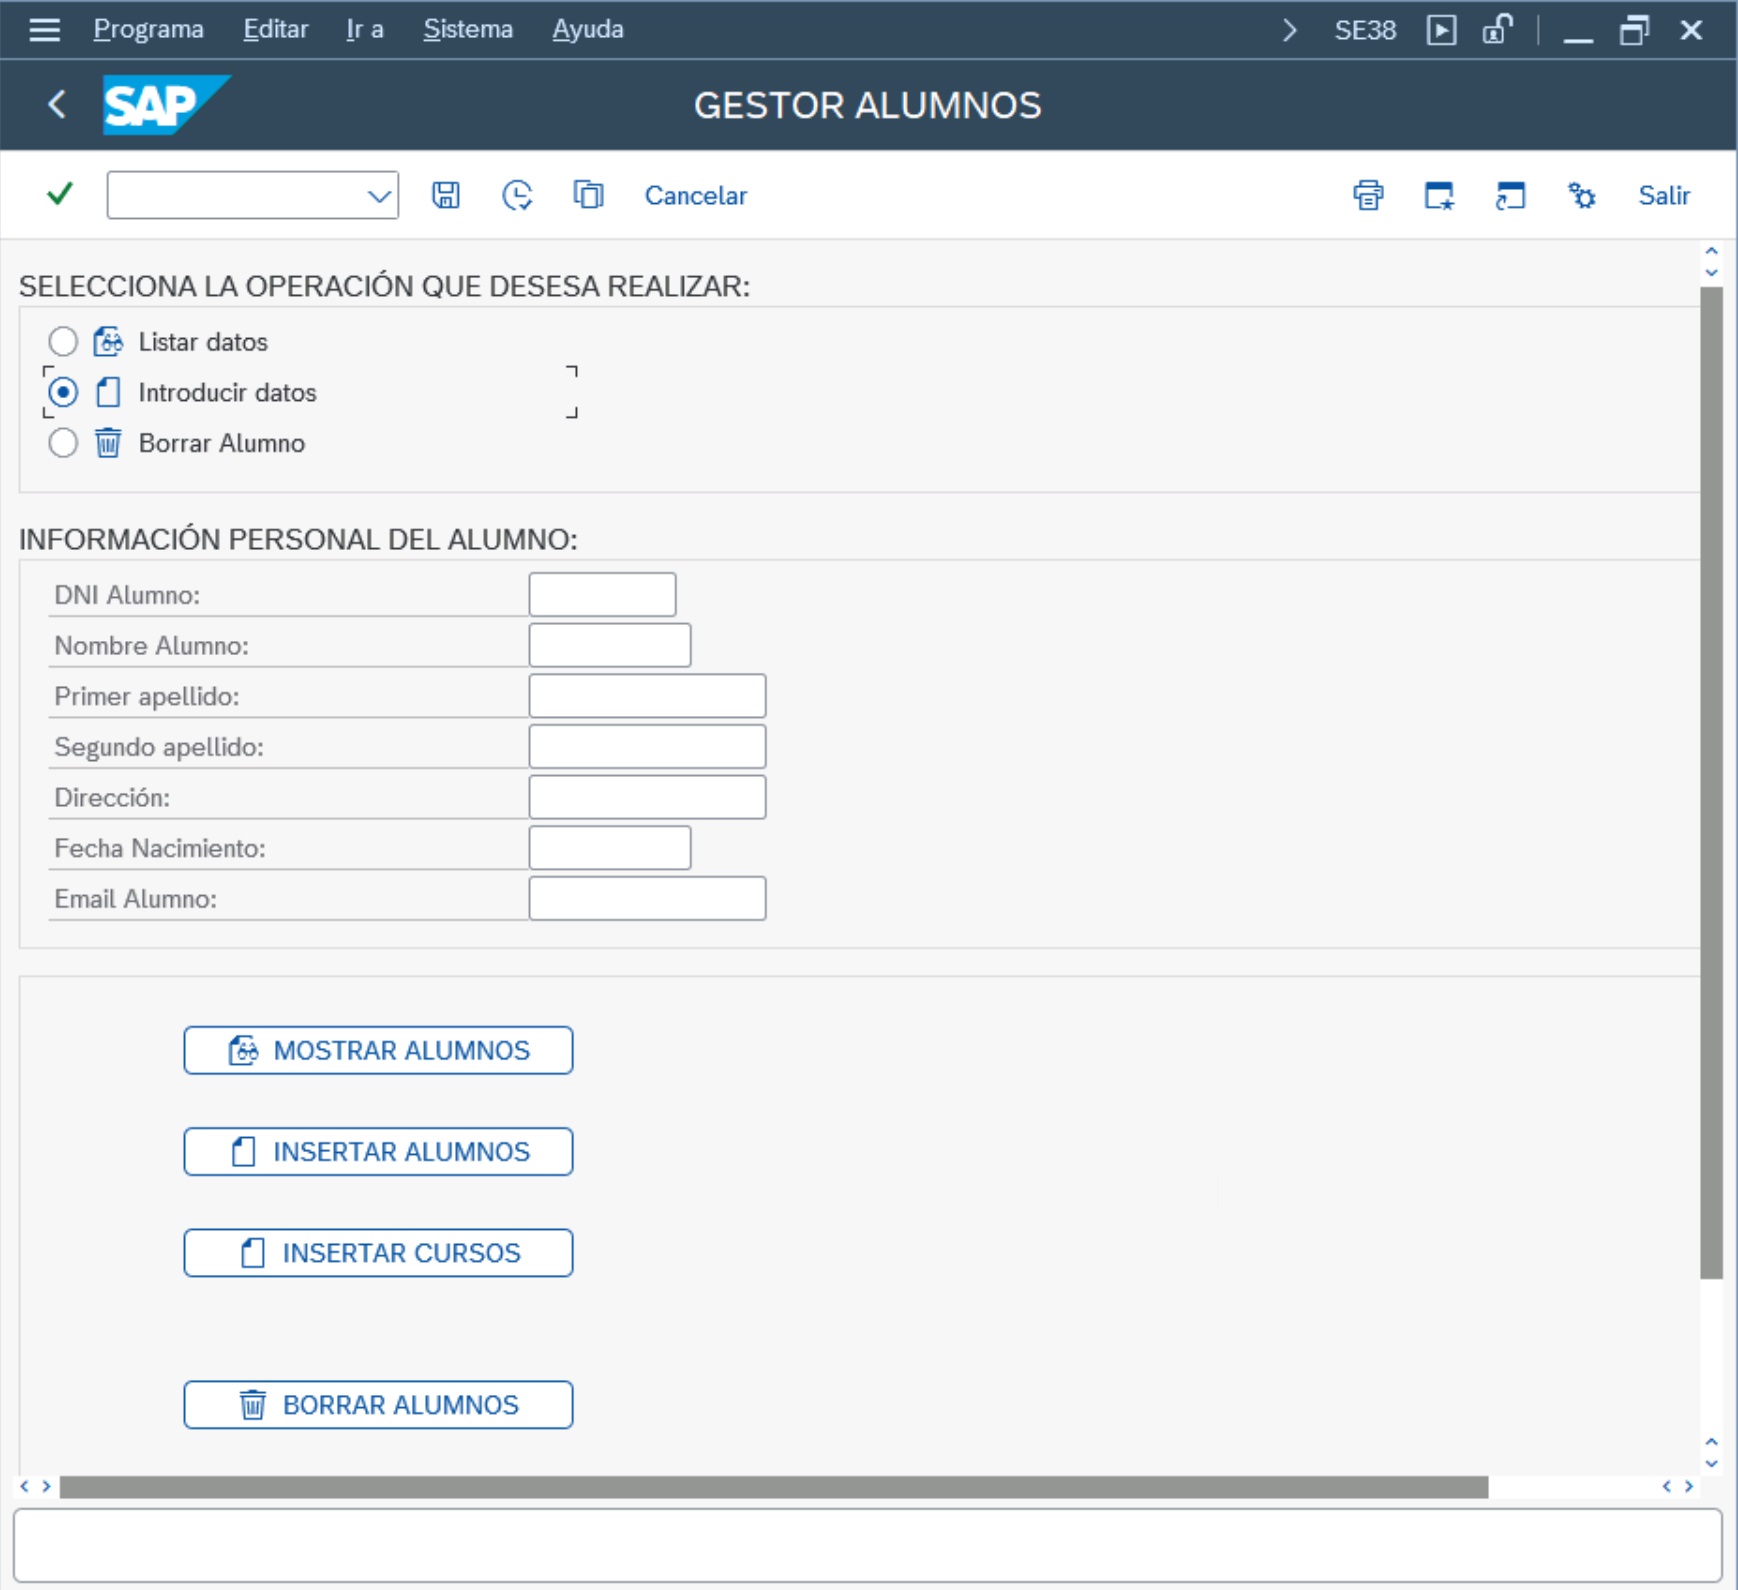 Programa Editar Ir a Sistema Ayuda SE38
SAP GESTOR ALUMNOS
Cancelar Salir
SELECCIONA LA OPERACIÓN QUE DESESA REALIZAR:
Listar datos
Introducir datos
Borrar Alumno
INFORMACIÓN PERSONAL DEL ALUMNO:
DNI Alumno:
Nombre Alumno:
Primer apellido:
Segundo apellido:
Dirección:
Fecha Nacimiento:
Email Alumno:
MOSTRAR ALUMNOS
INSERTAR ALUMNOS
INSERTAR CURSOS
BORRAR ALUMNOS